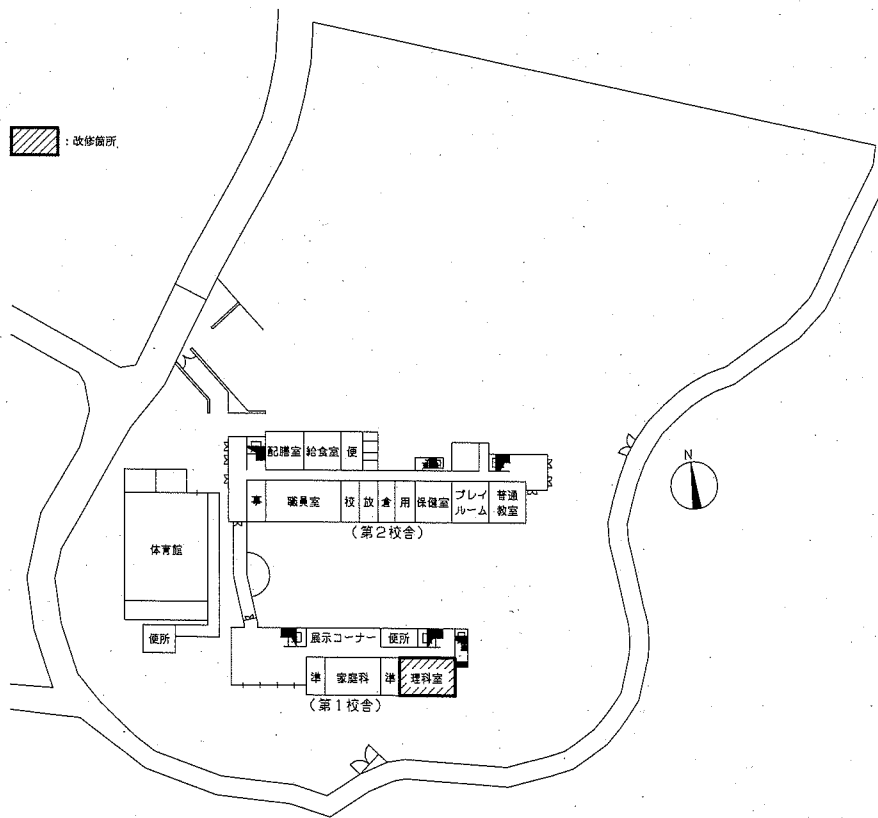 :改修箇所
N
配膳室 給食室 便
事 職員室 校 放 倉 用 保健室 プレイルーム 普通教室
(第2校舎)
体育館
便所
展示コーナー 便所
準 家庭科 準 理科室
(第1校舎)